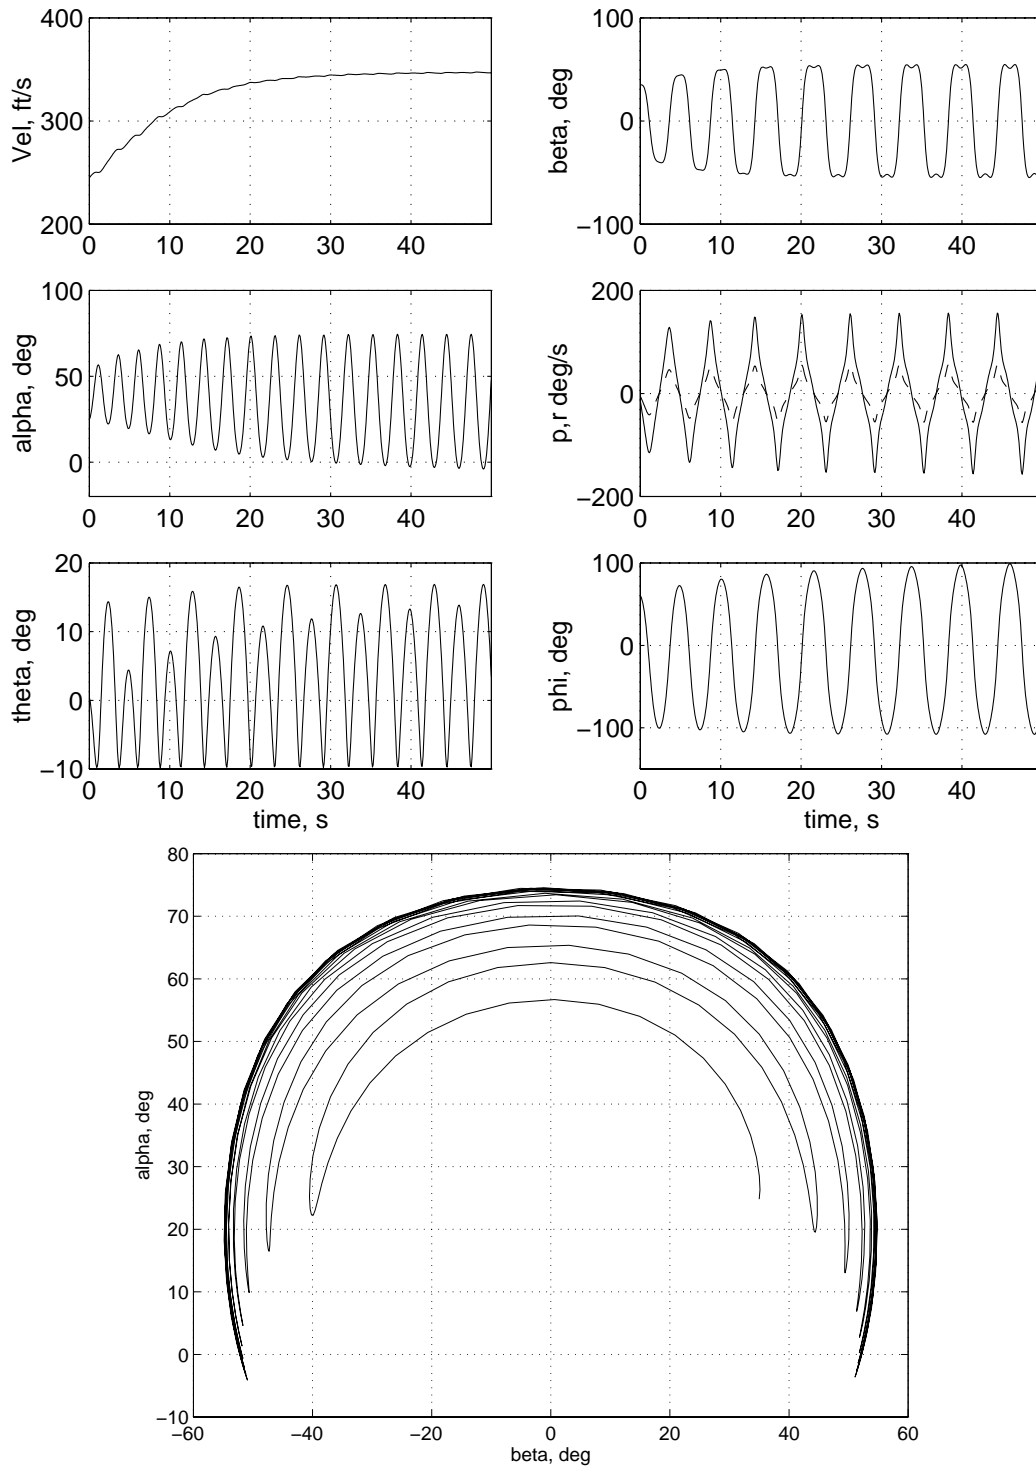 400
300
200
Vel, ft/s
0 10 20 30 40
100
0
−100
beta, deg
0 10 20 30 40
100
50
0
alpha, deg
0 10 20 30 40
200
0
−200
p,r deg/s
0 10 20 30 40
20
10
0
−10
theta, deg
0 10 20 30 40
time, s
100
0
−100
phi, deg
0 10 20 30 40
time, s
80
70
60
50
40
30
20
10
0
−10
alpha, deg
−60 −40 −20 0 20 40 60
beta, deg